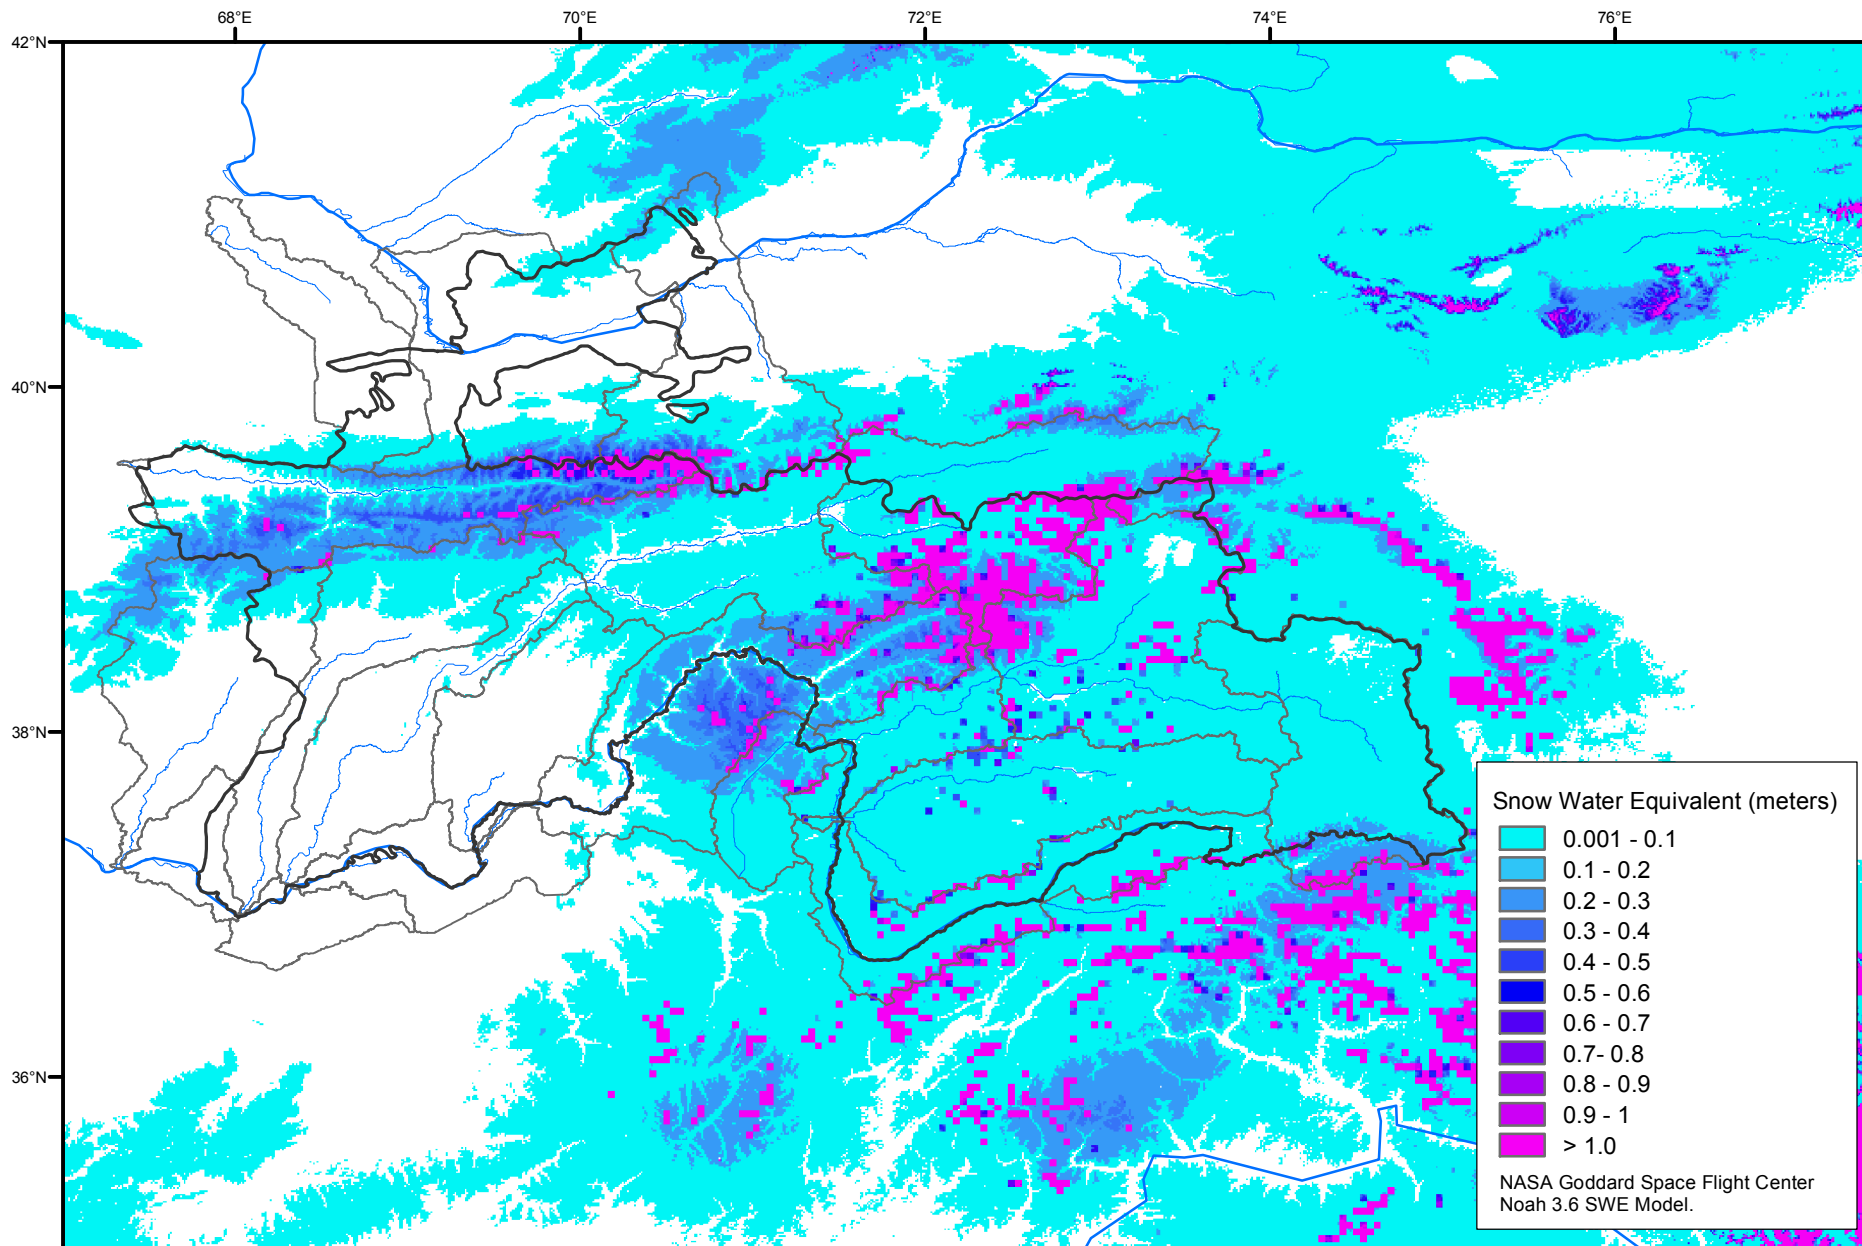 68°E
70°E
72°E
74°E
76°E
42°N
40°N
38°N
36°N
Snow Water Equivalent (meters)
0.001 - 0.1
0.1 - 0.2
0.2 - 0.3
0.3 - 0.4
0.4 - 0.5
0.5 - 0.6
0.6 - 0.7
0.7- 0.8
0.8 - 0.9
0.9 - 1
> 1.0
NASA Goddard Space Flight Center
Noah 3.6 SWE Model.